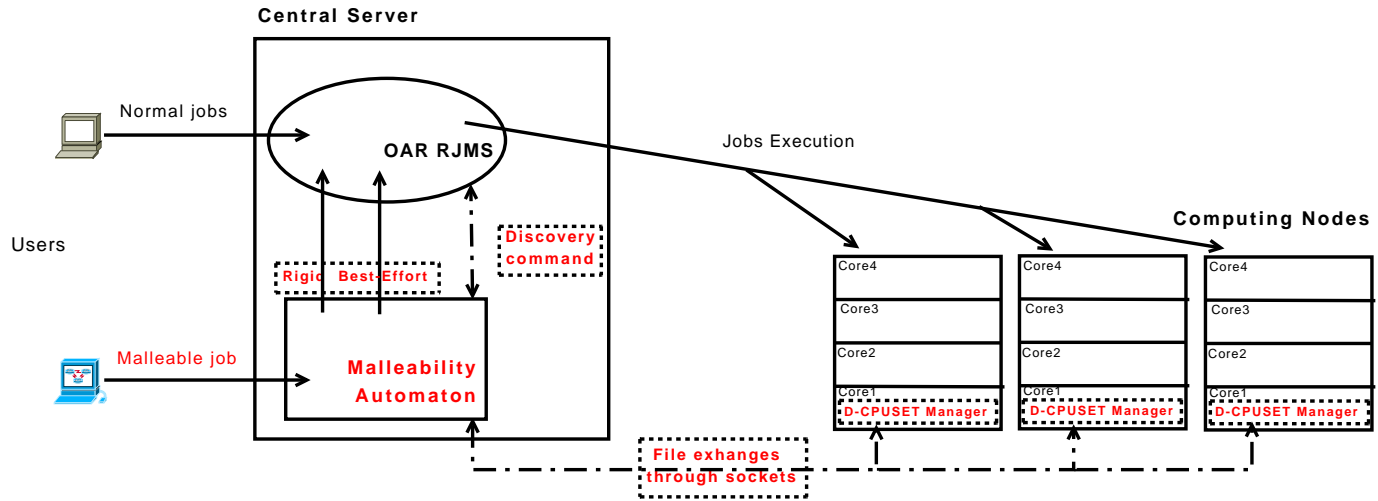 Central Server
Normal jobs
OAR RJMS
Jobs Execution
Users
Discovery
command
Computing Nodes
Rigid Best-Effort
Core4
Core4
Core4
Core3
Core3
Core3
Core2
Core2
Core2
Core1
Core1
Core1
D-CPUSET Manager
D-CPUSET Manager
D-CPUSET Manager
Malleable job
Malleability
Automaton
File exhanges
through sockets